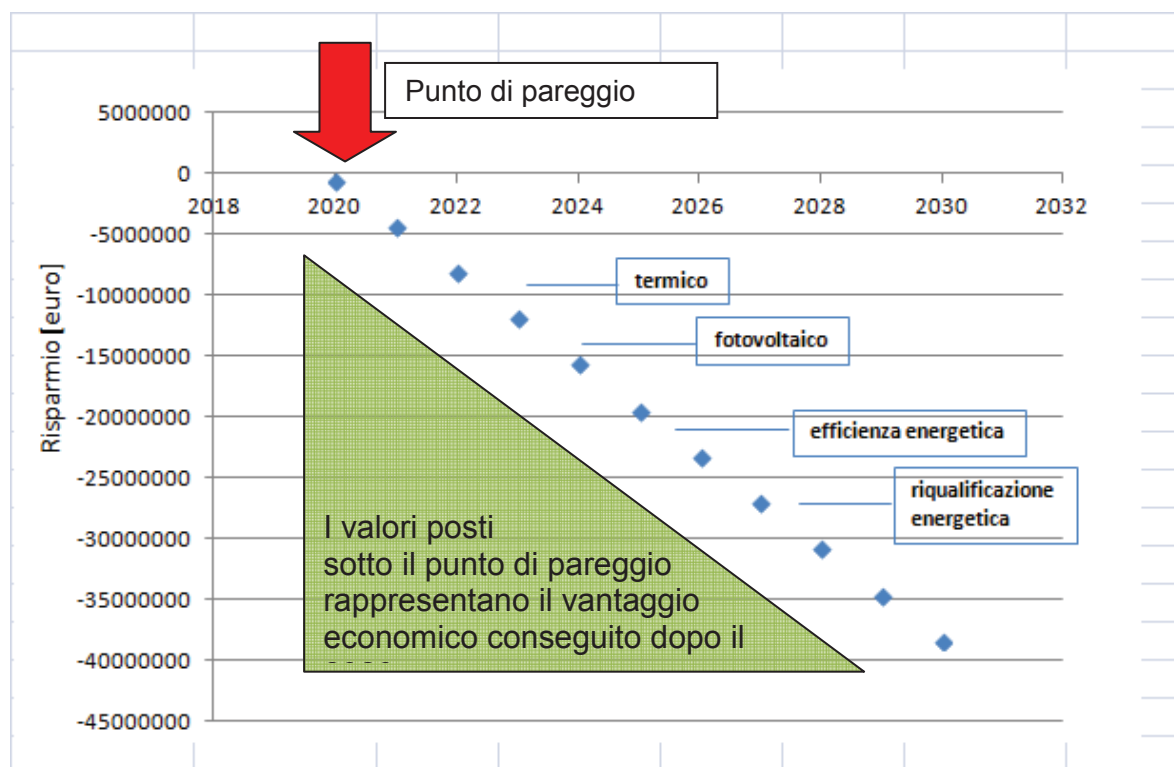 Punto di pareggio
5000000
0
2018 2020 2022 2024 2026 2028 2030 2032
-5000000
-10000000
-15000000
-20000000
-25000000
-30000000
-35000000
-40000000
-45000000
Risparmio [euro]
termico
fotovoltaico
efficienza energetica
riqualificazione
energetica
I valori posti
sotto il punto di pareggio
rappresentano il vantaggio
economico conseguito dopo il